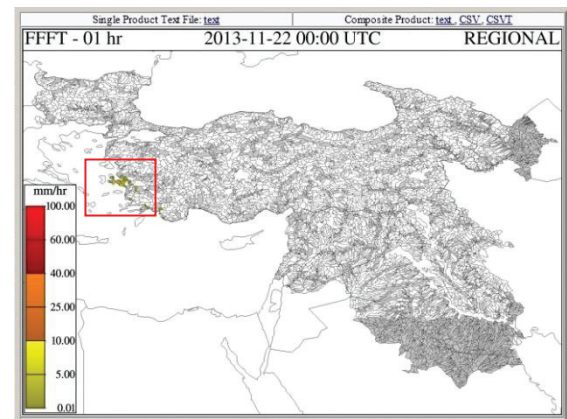 Single Product Text File: text
Composite Product: text , CSV , CSVT
FFFT - 01 hr 2013-11-22 00:00 UTC REGIONAL
mm/hr
100.00
60.00
40.00
25.00
10.00
5.00
0.01